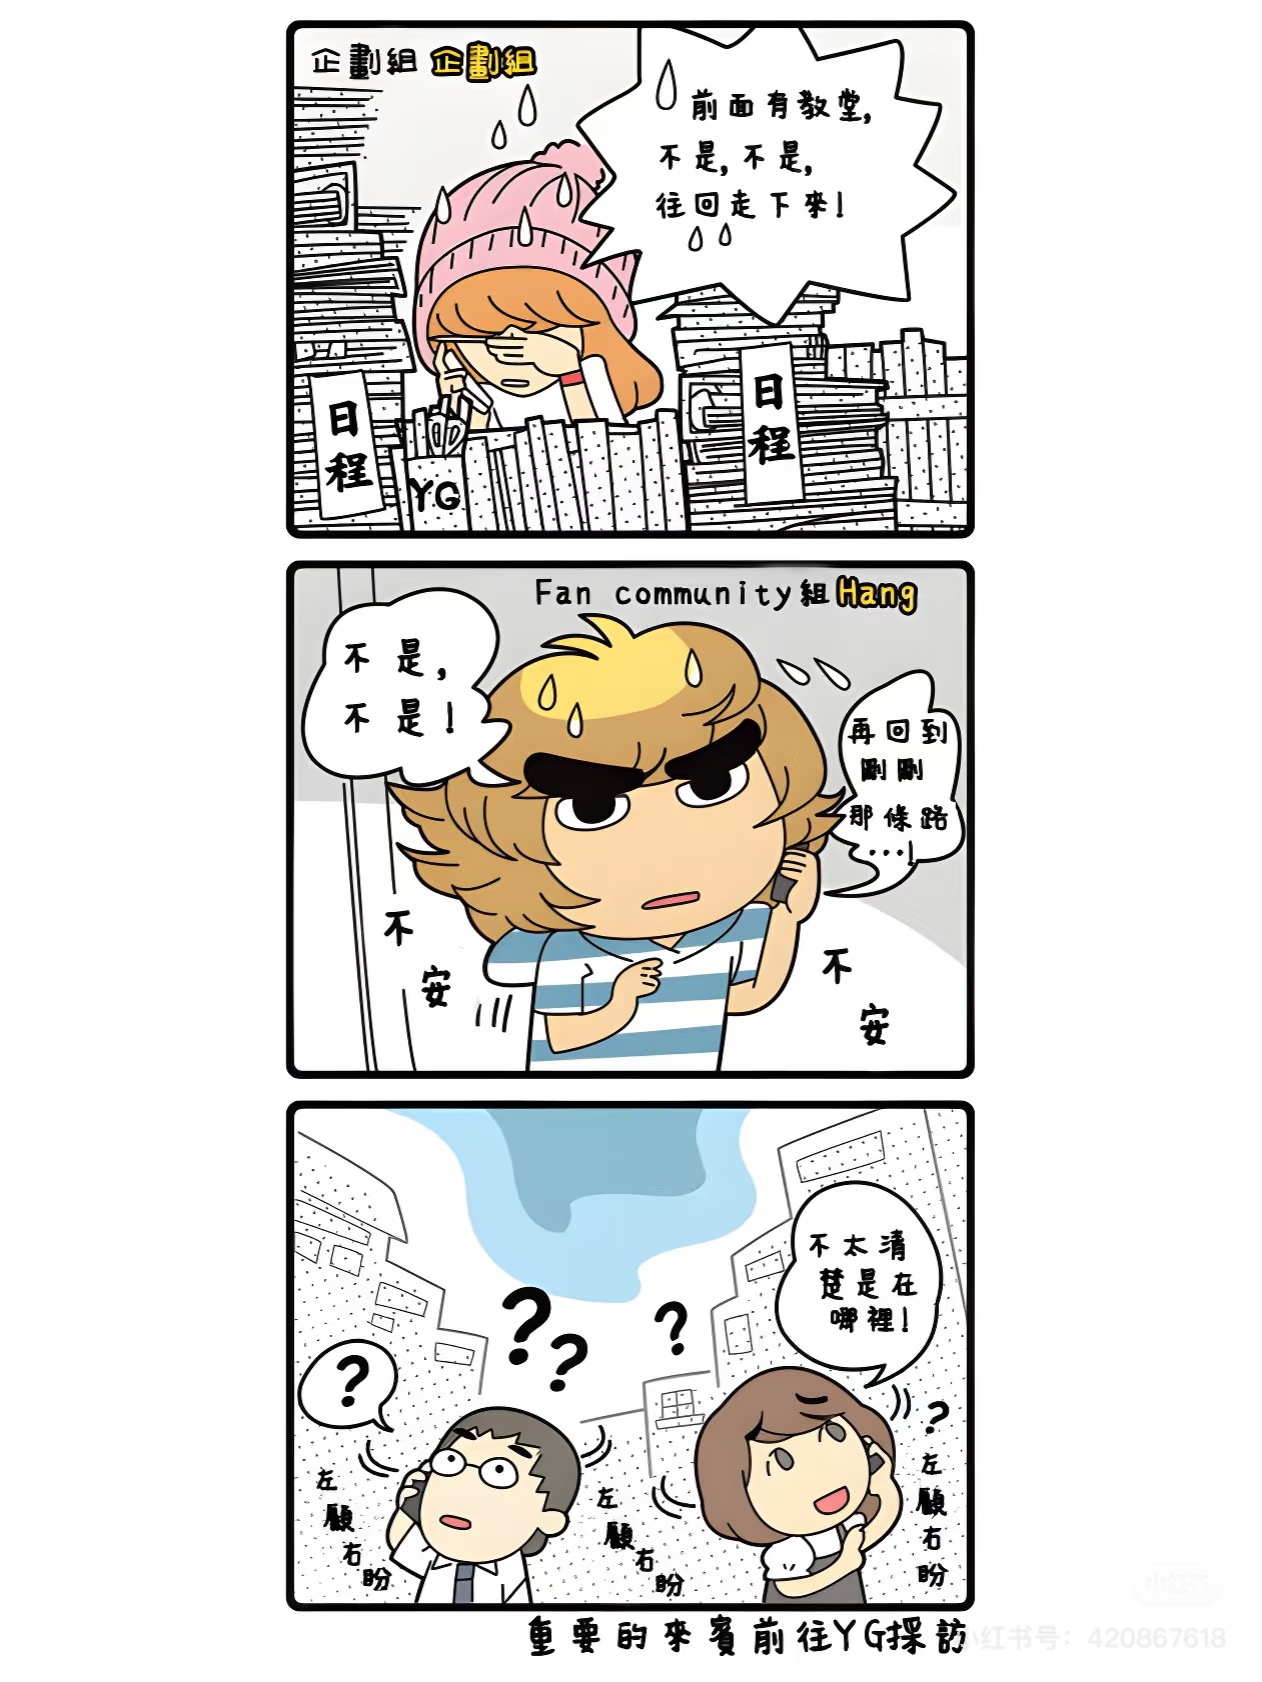 企劃組 企劃組
前面有教堂,
不是,不是,
往回走下來!
日程
YG
日程
Fan community組 Hang
不是,
不是!
再回到
剛剛
那條路
…!
不安
不安
不太清
楚是在
哪裡!
?
?
?
?
?
左顧右盼
左顧右盼
左顧右盼
重要的來賓前往YG採訪
小红书
小红书号: 420867618